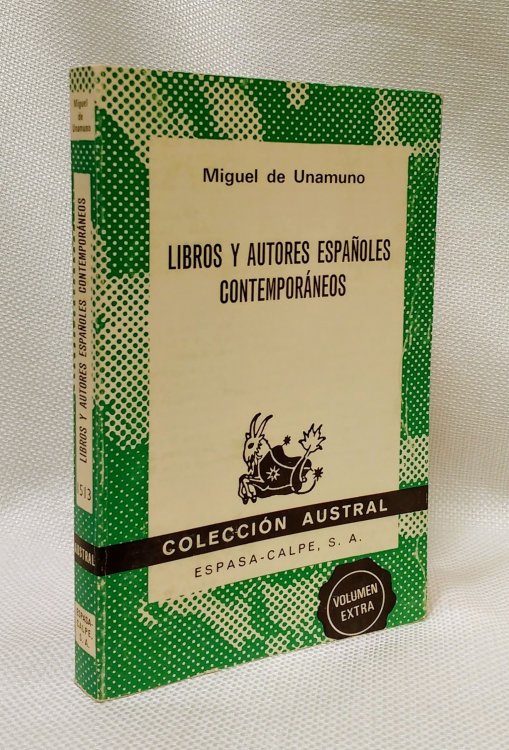 Miguel de Unamuno
LIBROS Y AUTORES ESPAÑOLES
CONTEMPORÁNEOS
COLECCIÓN AUSTRAL
ESPASA-CALPE, S. A.
VOLUMEN
EXTRA
Miguel
de
Unamuno
LIBROS Y AUTORES ESPAÑOLES CONTEMPORÁNEOS
1513
AUSTRAL
ESPASA-
CALPE,
S. A.